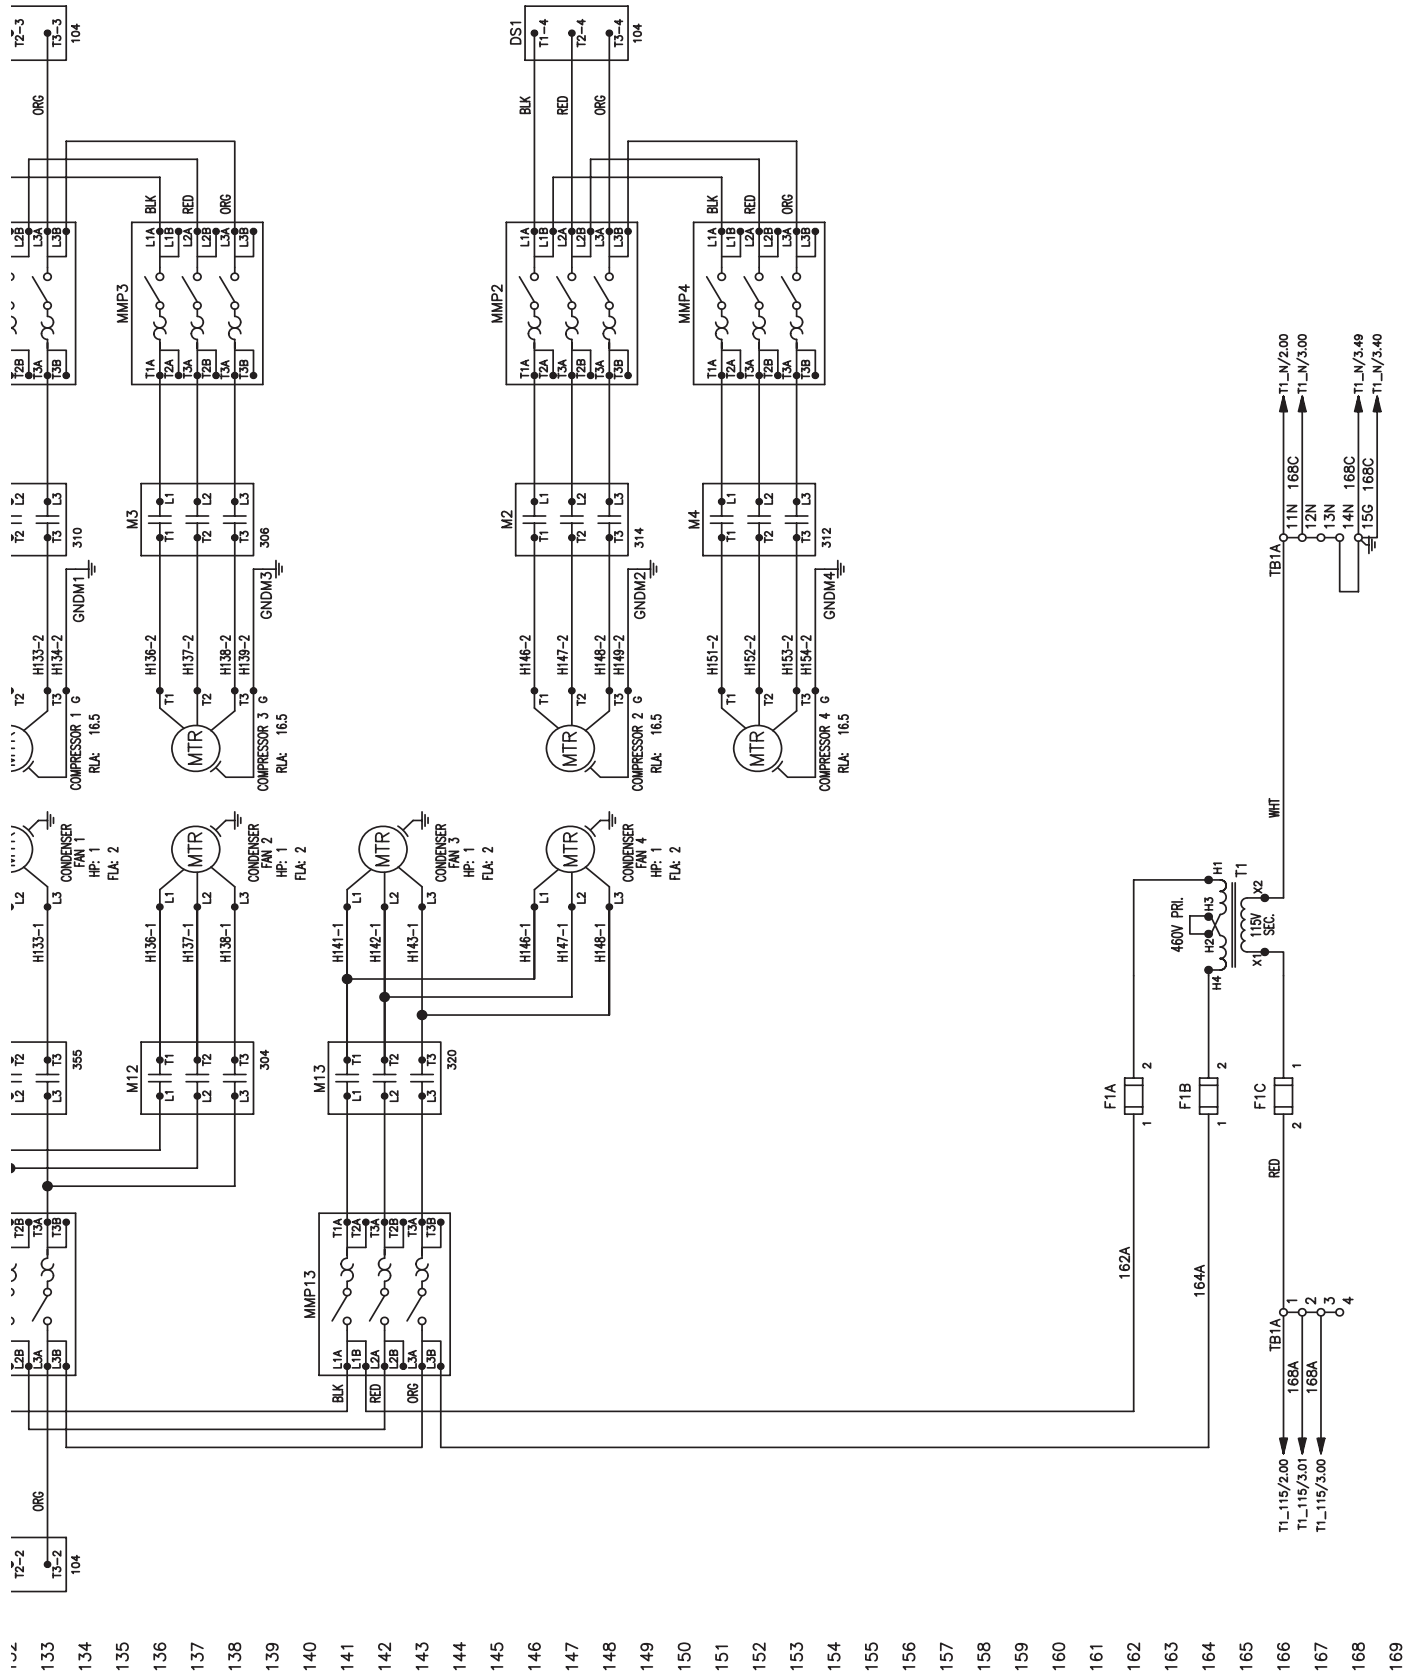 T2-3
T3-3
104
ORG
DS1
T1-4
T2-4
T3-4
104
BLK
RED
ORG
L2B
L3A
L3B
T2B
T3A
T3B
BLK
RED
ORG
MMP3
L1A
L1B
L2A
L2B
L3A
L3B
T1A
T2A
T3A
T2B
T3A
T3B
MMP2
L1A
L1B
L2A
L2B
L3A
L3B
T1A
T2A
T3A
T2B
T3A
T3B
BLK
RED
ORG
MMP4
L1A
L1B
L2A
L2B
L3A
L3B
T1A
T2A
T3A
T2B
T3A
T3B
L2
L3
T2
T3
310
M3
L1
L2
L3
T1
T2
T3
306
M2
L1
L2
L3
T1
T2
T3
314
M4
L1
L2
L3
T1
T2
T3
312
GNDM1
H133-2
H134-2
T2
T3
G
MTR
COMPRESSOR 1
RLA: 16.5
GNDM3
H136-2
H137-2
H138-2
H139-2
T1
T2
T3
G
MTR
COMPRESSOR 3
RLA: 16.5
GNDM2
H146-2
H147-2
H148-2
H149-2
T1
T2
T3
G
MTR
COMPRESSOR 2
RLA: 16.5
GNDM4
H151-2
H152-2
H153-2
H154-2
T1
T2
T3
G
MTR
COMPRESSOR 4
RLA: 16.5
MTR
CONDENSER
FAN 1
HP: 1
FLA: 2
L2
L3
H133-1
MTR
CONDENSER
FAN 2
HP: 1
FLA: 2
L1
L2
L3
H136-1
H137-1
H138-1
MTR
CONDENSER
FAN 3
HP: 1
FLA: 2
L1
L2
L3
H141-1
H142-1
H143-1
MTR
CONDENSER
FAN 4
HP: 1
FLA: 2
L1
L2
L3
H146-1
H147-1
H148-1
T2
T3
L2
L3
355
M12
T1
T2
T3
L1
L2
L3
304
M13
T1
T2
T3
L1
L2
L3
320
T2B
T3A
T3B
L2B
L3A
L3B
MMP13
T1A
T2A
T3A
T2B
T3A
T3B
L1A
L1B
L2A
L2B
L3A
L3B
BLK
RED
ORG
ORG
T2-2
T3-2
104
T1_N/2.00
T1_N/3.00
T1_N/3.49
T1_N/3.40
168C
168C
168C
TB1A
11N
12N
13N
14N
15G
WHT
460V PRI.
H1
H3
H2
H4
T1
X2
X1
115V
SEC.
F1A
2
1
F1B
2
1
F1C
1
2
162A
164A
RED
TB1A
1
2
3
4
168A
168A
T1_115/2.00
T1_115/3.01
T1_115/3.00
133
134
135
136
137
138
139
140
141
142
143
144
145
146
147
148
149
150
151
152
153
154
155
156
157
158
159
160
161
162
163
164
165
166
167
168
169